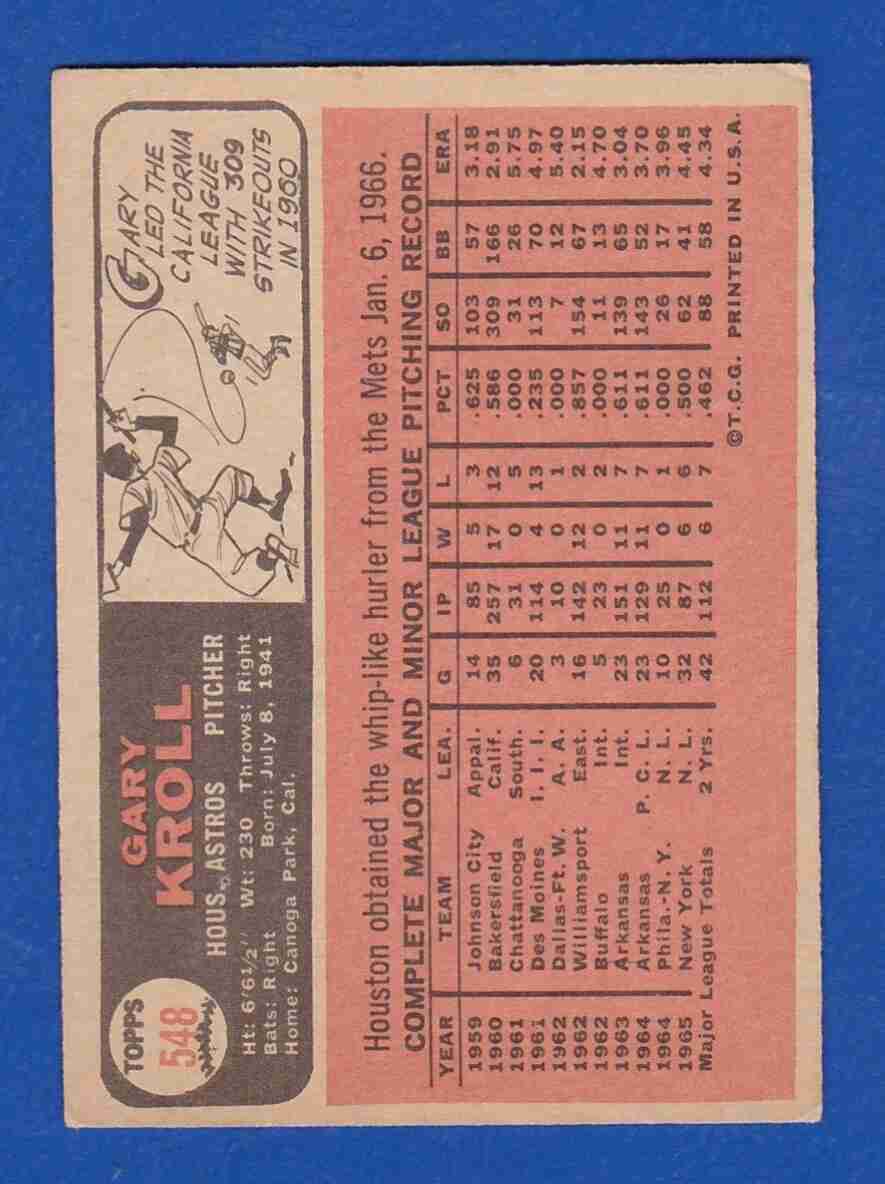 TOPPS
548
GARY
KROLL
HOUS. ASTROS PITCHER
Ht: 6'6½" Wt: 230 Throws: Right
Bats: Right Born: July 8, 1941
Home: Canoga Park, Cal.
GARY
LED THE
CALIFORNIA
LEAGUE
WITH 309
STRIKEOUTS
IN 1960
Houston obtained the whip-like hurler from the Mets Jan. 6, 1966.
COMPLETE MAJOR AND MINOR LEAGUE PITCHING RECORD
YEAR TEAM LEA. G IP W L PCT SO BB ERA
1959 Johnson City Appal. 14 85 5 3 .625 103 57 3.18
1960 Bakersfield Calif. 35 257 17 12 .586 309 166 2.91
1961 Chattanooga South. 6 31 0 5 .000 31 26 5.75
1961 Des Moines I. I. I. 20 114 4 13 .235 113 70 4.97
1962 Dallas-Ft. W. A. A. 3 10 0 1 .000 7 12 5.40
1962 Williamsport East. 16 142 12 2 .857 154 67 2.15
1962 Buffalo Int. 5 23 0 2 .000 11 13 4.70
1963 Arkansas Int. 23 151 11 7 .611 139 65 3.04
1964 Arkansas P. C. L. 23 129 11 7 .611 143 52 3.70
1964 Phila.-N. Y. N. L. 10 25 0 1 .000 26 17 3.96
1965 New York N. L. 32 87 6 6 .500 62 41 4.45
Major League Totals 2 Yrs. 42 112 6 7 .462 88 58 4.34
©T.C.G. PRINTED IN U.S.A.